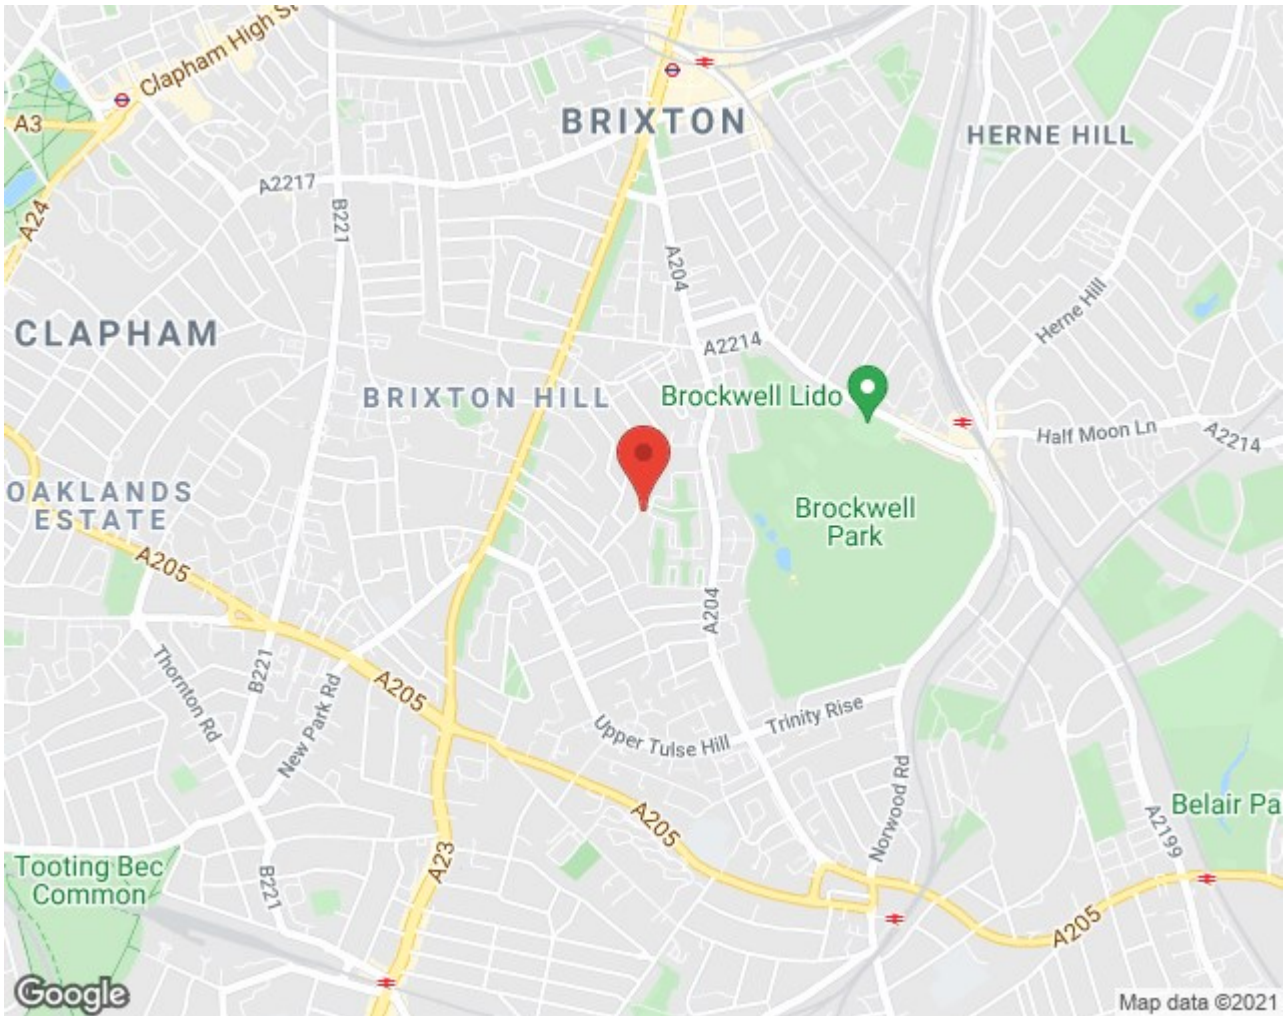 Clapham High St
BRIXTON
A3
HERNE HILL
A2217
B221
A24
A204
CLAPHAM
A2214
Herne Hill
BRIXTON HILL
Brockwell Lido
Half Moon Ln
A2214
OAKLANDS
ESTATE
Brockwell
Park
A205
A204
B221
Thornton Rd
New Park Rd
A205
Upper Tulse Hill
Trinity Rise
Norwood Rd
Belair Pa
A2199
A205
A23
Tooting Bec
Common
B221
A205
Google
Map data ©2021